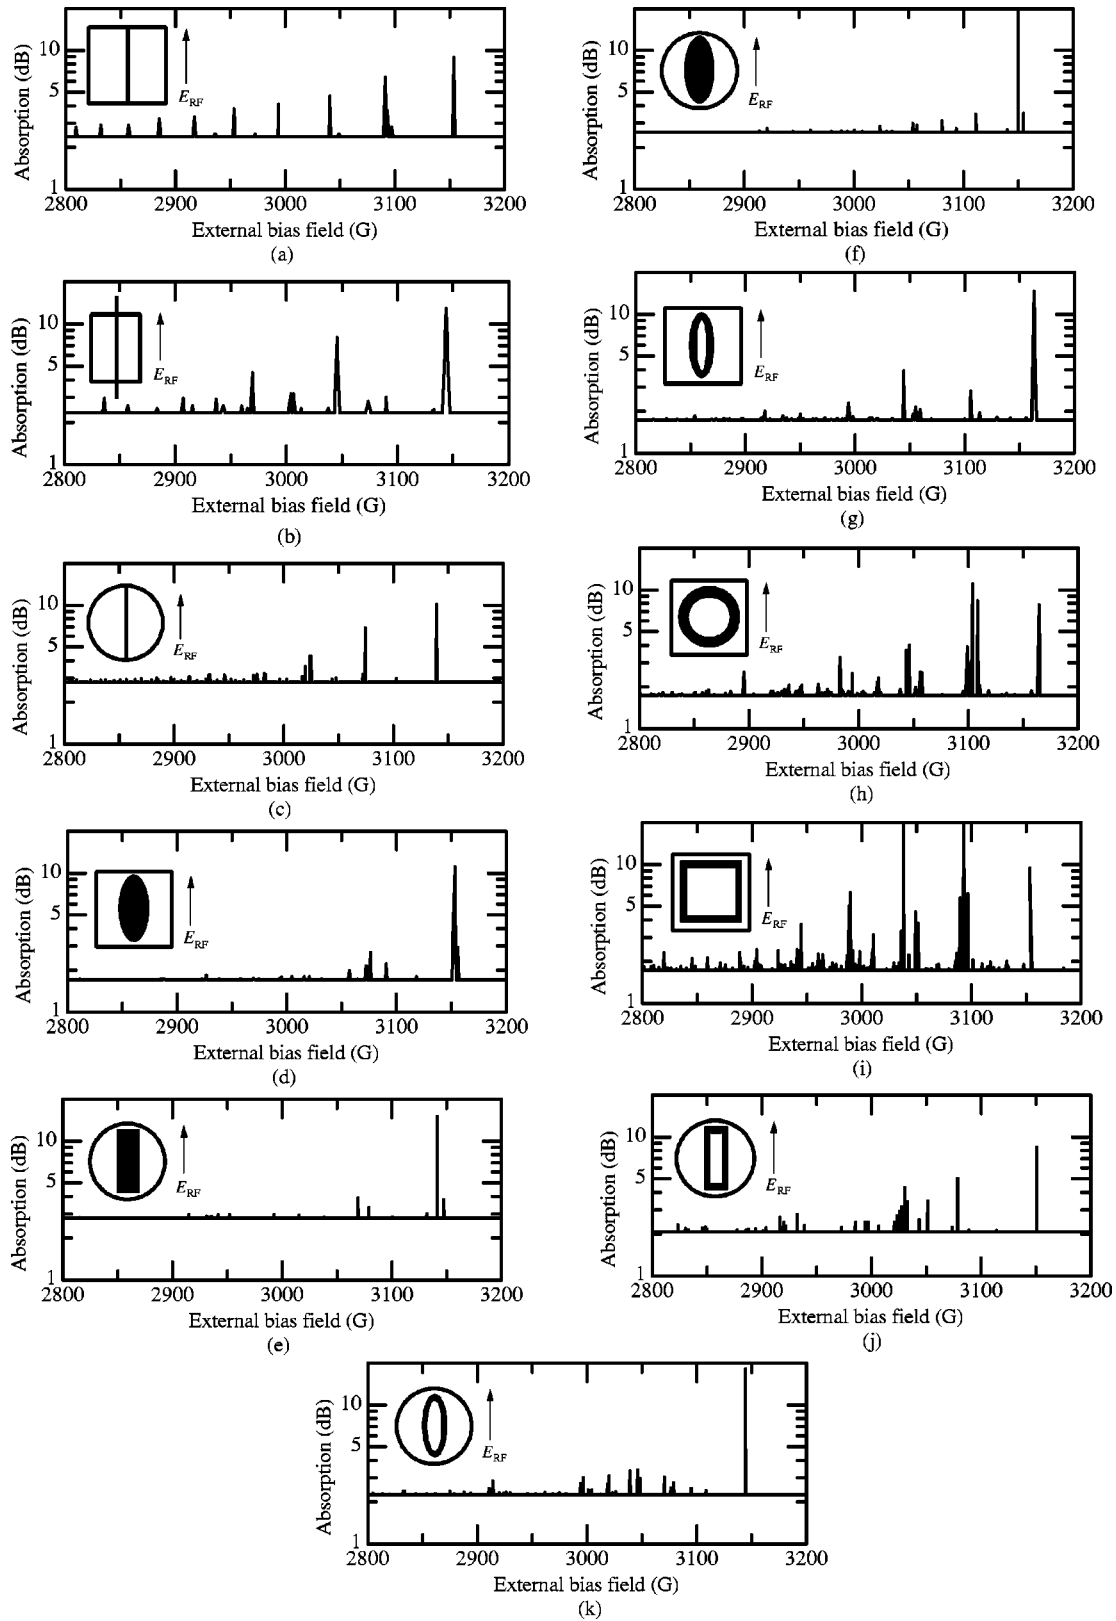 Absorption (dB)
10
5
1
E_RF
2800 2900 3000 3100 3200
External bias field (G)
(a)
Absorption (dB)
10
5
1
E_RF
2800 2900 3000 3100 3200
External bias field (G)
(f)
Absorption (dB)
10
5
1
E_RF
2800 2900 3000 3100 3200
External bias field (G)
(b)
Absorption (dB)
10
5
1
E_RF
2800 2900 3000 3100 3200
External bias field (G)
(g)
Absorption (dB)
10
5
1
E_RF
2800 2900 3000 3100 3200
External bias field (G)
(c)
Absorption (dB)
10
5
1
E_RF
2800 2900 3000 3100 3200
External bias field (G)
(h)
Absorption (dB)
10
5
1
E_RF
2800 2900 3000 3100 3200
External bias field (G)
(d)
Absorption (dB)
10
5
1
E_RF
2800 2900 3000 3100 3200
External bias field (G)
(i)
Absorption (dB)
10
5
1
E_RF
2800 2900 3000 3100 3200
External bias field (G)
(e)
Absorption (dB)
10
5
1
E_RF
2800 2900 3000 3100 3200
External bias field (G)
(j)
Absorption (dB)
10
5
1
E_RF
2800 2900 3000 3100 3200
External bias field (G)
(k)